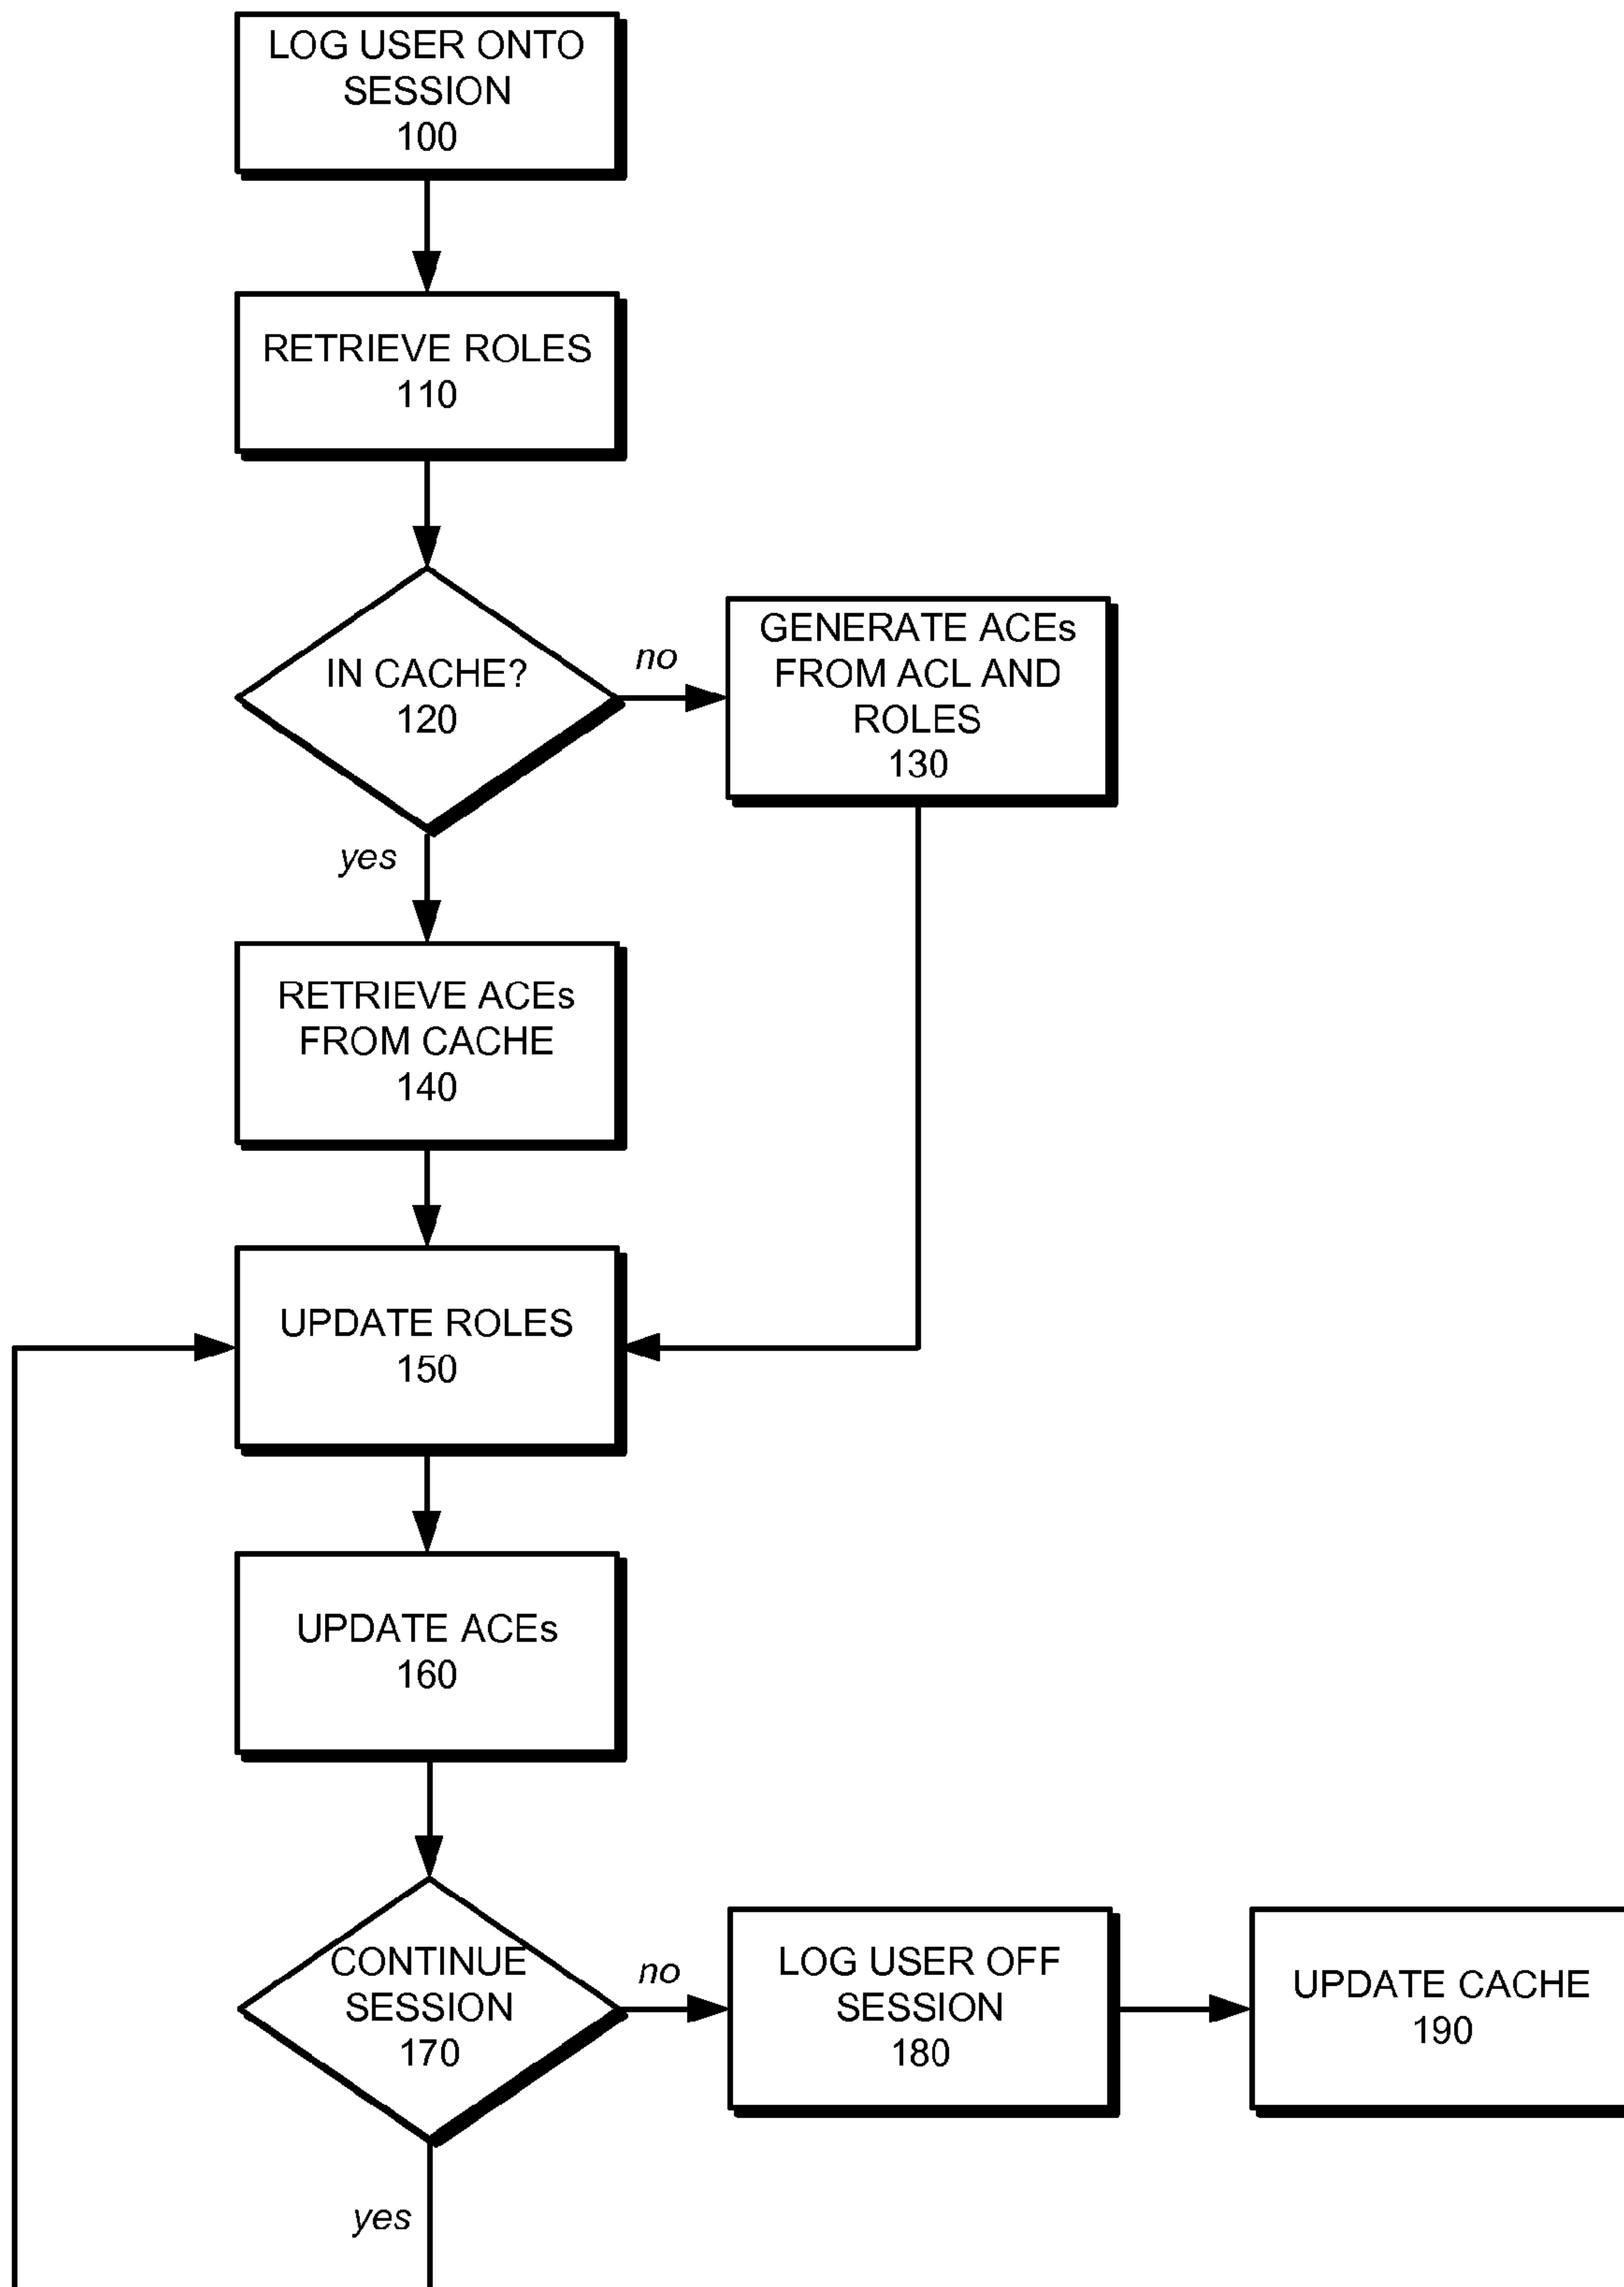 LOG USER ONTO
SESSION
100
RETRIEVE ROLES
110
IN CACHE?
120
no
GENERATE ACEs
FROM ACL AND
ROLES
130
yes
RETRIEVE ACEs
FROM CACHE
140
UPDATE ROLES
150
UPDATE ACEs
160
CONTINUE
SESSION
170
no
LOG USER OFF
SESSION
180
UPDATE CACHE
190
yes